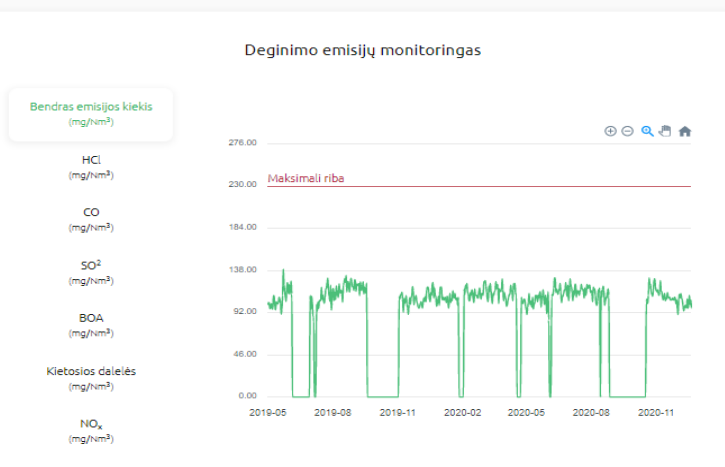 Deginimo emisijų monitoringas
Bendras emisijos kiekis
(mg/Nm³)
HCl
(mg/Nm³)
CO
(mg/Nm³)
SO²
(mg/Nm³)
BOA
(mg/Nm³)
Kietosios dalelės
(mg/Nm³)
NOₓ
(mg/Nm³)
276.00
230.00
Maksimali riba
184.00
138.00
92.00
46.00
0.00
2019-05 2019-08 2019-11 2020-02 2020-05 2020-08 2020-11